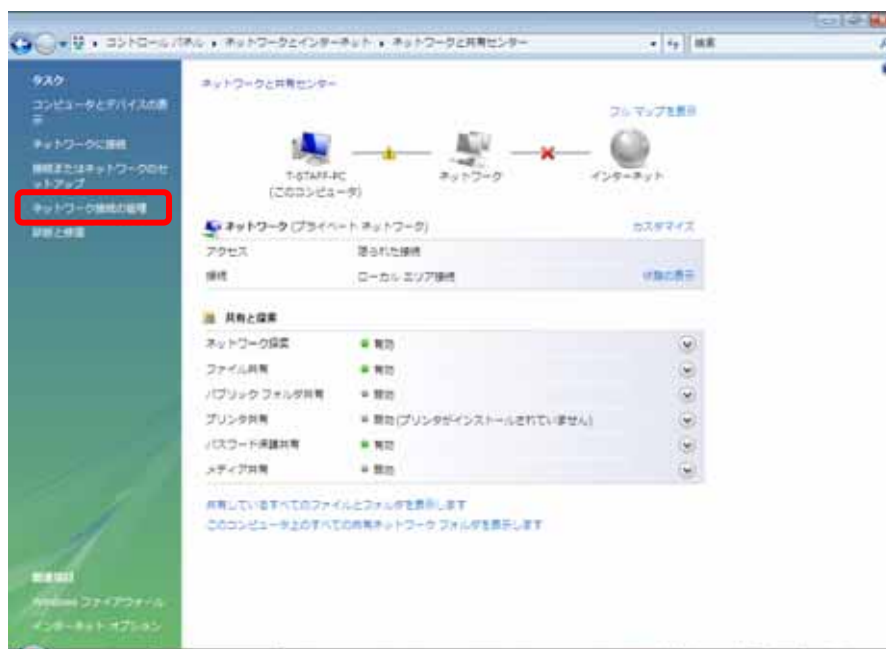 コントロール パネル ▸ ネットワークとインターネット ▸ ネットワークと共有センター
検索
タスク
コンピュータとデバイスの表示
ネットワークに接続
接続またはネットワークのセットアップ
ネットワーク接続の管理
診断と修復
ネットワークと共有センター
フル マップを表示
T-STAFF-PC
(このコンピュータ)
ネットワーク
インターネット
ネットワーク (プライベート ネットワーク)
カスタマイズ
アクセス 限られた接続
接続 ローカル エリア接続 状態の表示
共有と探索
ネットワーク探索 有効
ファイル共有 有効
パブリック フォルダ共有 無効
プリンタ共有 無効 (プリンタがインストールされていません)
パスワード保護共有 有効
メディア共有 無効
共有しているすべてのファイルとフォルダを表示します
このコンピュータ上のすべての共有ネットワーク フォルダを表示します
関連項目
Windows ファイアウォール
インターネット オプション